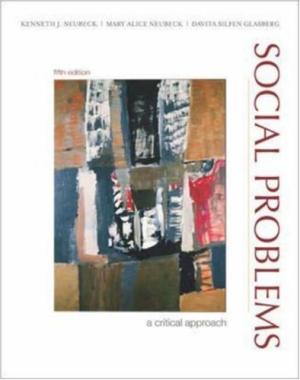 KENNETH J. NEUBECK | MARY ALICE NEUBECK | DAVITA SILFEN GLASBERG
fifth edition
SOCIAL PROBLEMS
a critical approach